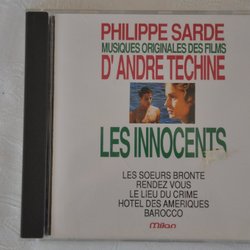 PHILIPPE SARDE
MUSIQUES ORIGINALES DES FILMS
D'ANDRE TECHINE
LES INNOCENTS
LES SOEURS BRONTE
RENDEZ VOUS
LE LIEU DU CRIME
HOTEL DES AMERIQUES
BAROCCO
milan